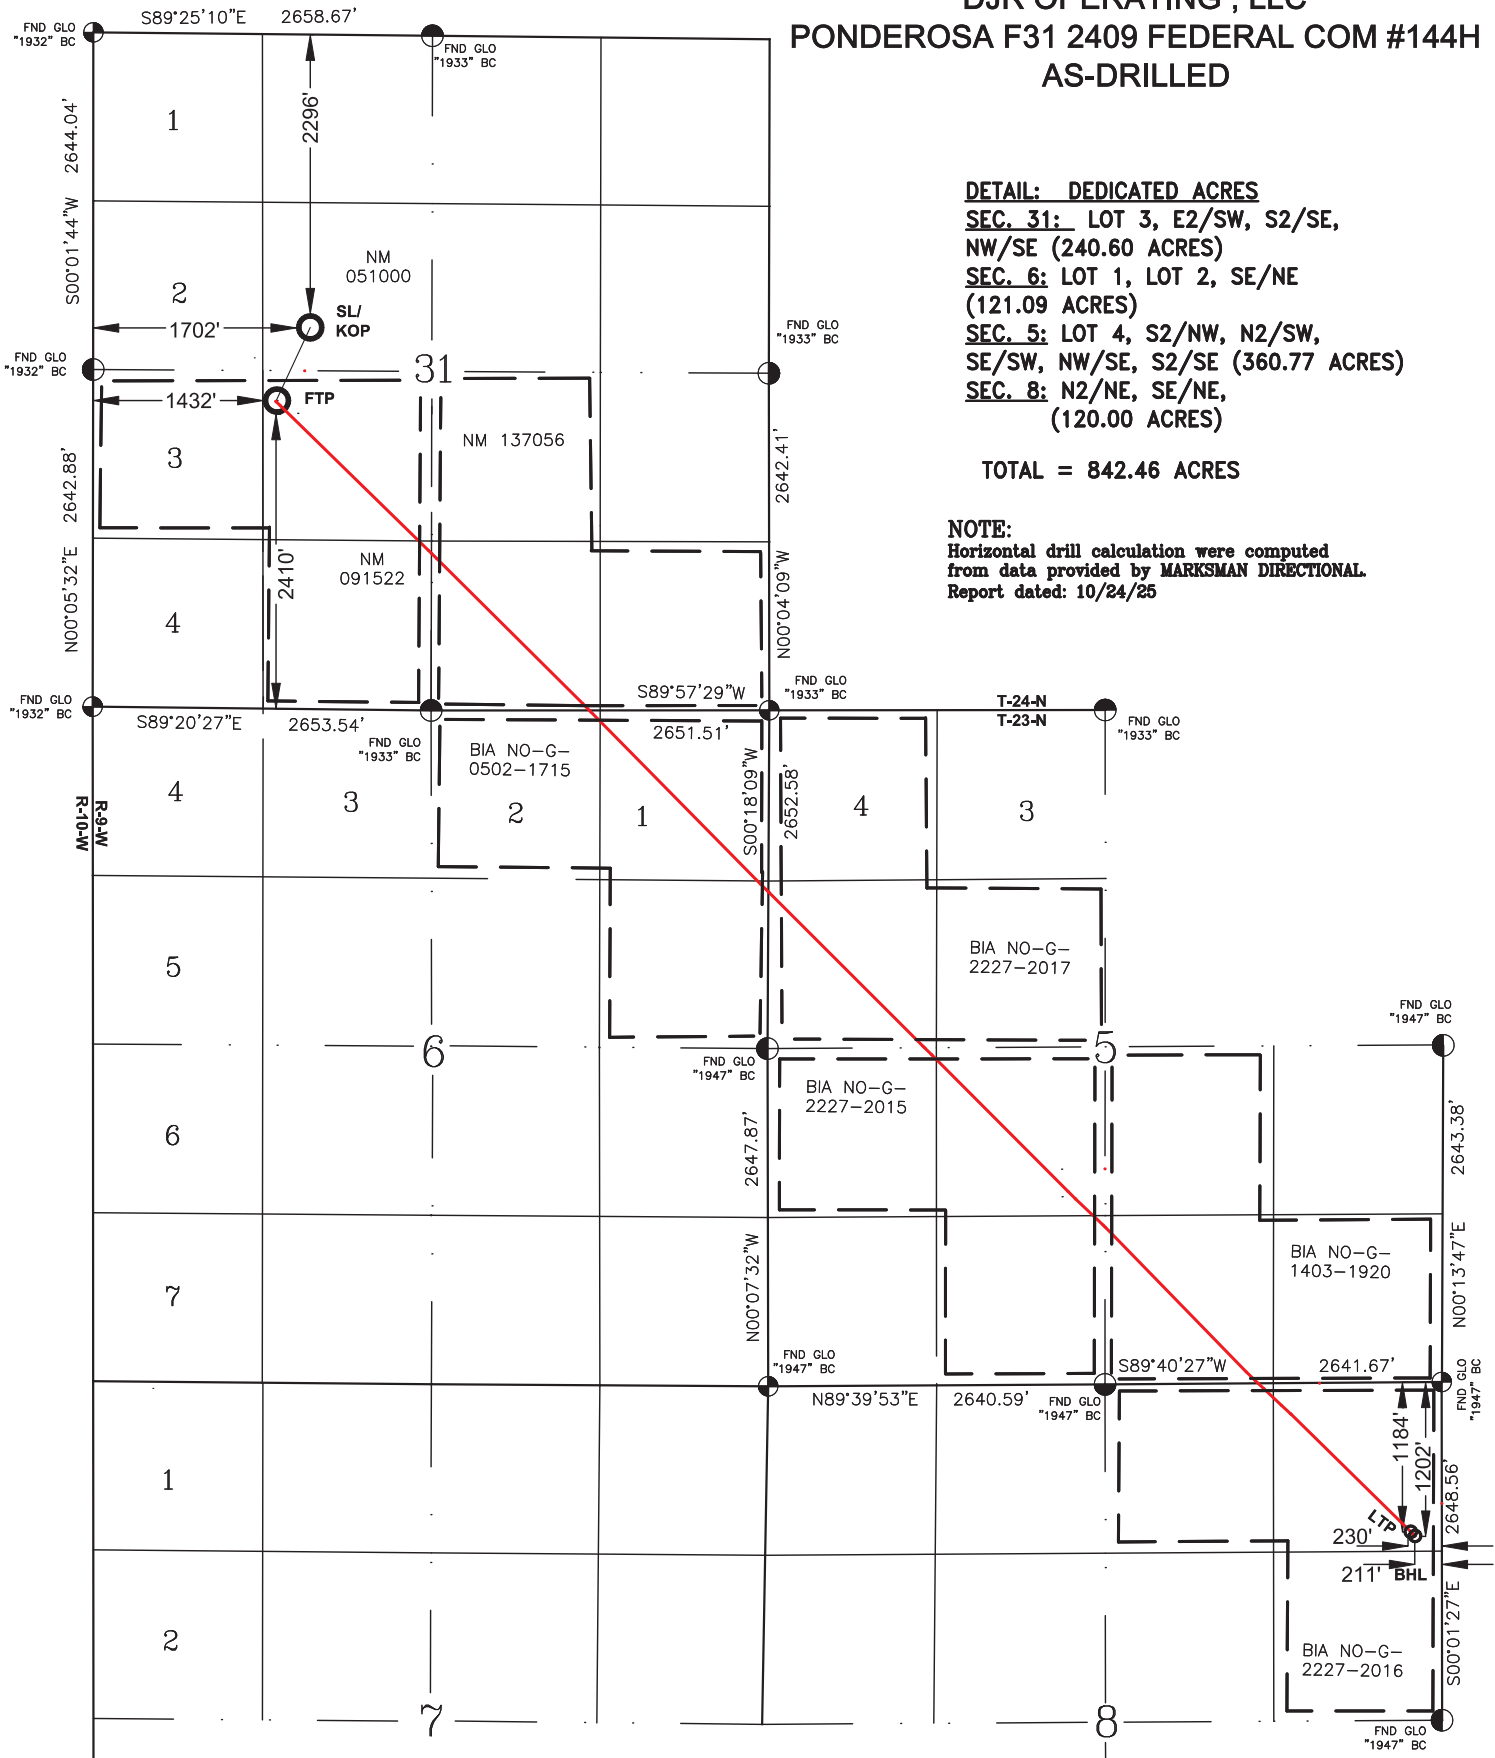 DJR OPERATING , LLC
PONDEROSA F31 2409 FEDERAL COM #144H
AS-DRILLED
S89°25'10"E 2658.67'
FND GLO
"1932" BC
FND GLO
"1933" BC
2644.04'
S00°01'44"W
1
2296'
2
NM
051000
SL/
KOP
1702'
FND GLO
"1933" BC
FND GLO
"1932" BC
31
1432'
FTP
NM 137056
3
2642.88'
2642.41'
N00°05'32"E
NM
091522
2410'
4
N00°04'09"W
DETAIL: DEDICATED ACRES
SEC. 31: LOT 3, E2/SW, S2/SE,
NW/SE (240.60 ACRES)
SEC. 6: LOT 1, LOT 2, SE/NE
(121.09 ACRES)
SEC. 5: LOT 4, S2/NW, N2/SW,
SE/SW, NW/SE, S2/SE (360.77 ACRES)
SEC. 8: N2/NE, SE/NE,
(120.00 ACRES)
TOTAL = 842.46 ACRES
NOTE:
Horizontal drill calculation were computed
from data provided by MARKSMAN DIRECTIONAL.
Report dated: 10/24/25
FND GLO
"1932" BC
S89°20'27"E 2653.54'
S89°57'29"W
2651.51'
FND GLO
"1933" BC
FND GLO
"1933" BC
T-24-N
T-23-N
FND GLO
"1933" BC
BIA NO-G-
0502-1715
R-9-W
R-10-W
4
3
2
1
S00°18'09"W
2652.58'
4
3
5
BIA NO-G-
2227-2017
6
FND GLO
"1947" BC
5
FND GLO
"1947" BC
BIA NO-G-
2227-2015
6
2647.87'
2643.38'
7
N00°07'32"W
BIA NO-G-
1403-1920
N00°13'47"E
FND GLO
"1947" BC
S89°40'27"W 2641.67'
N89°39'53"E 2640.59'
FND GLO
"1947" BC
FND GLO
"1947" BC
1
1184'
1202'
2648.56'
LTP
230'
211' BHL
2
BIA NO-G-
2227-2016
S00°01'27"E
7
8
FND GLO
"1947" BC